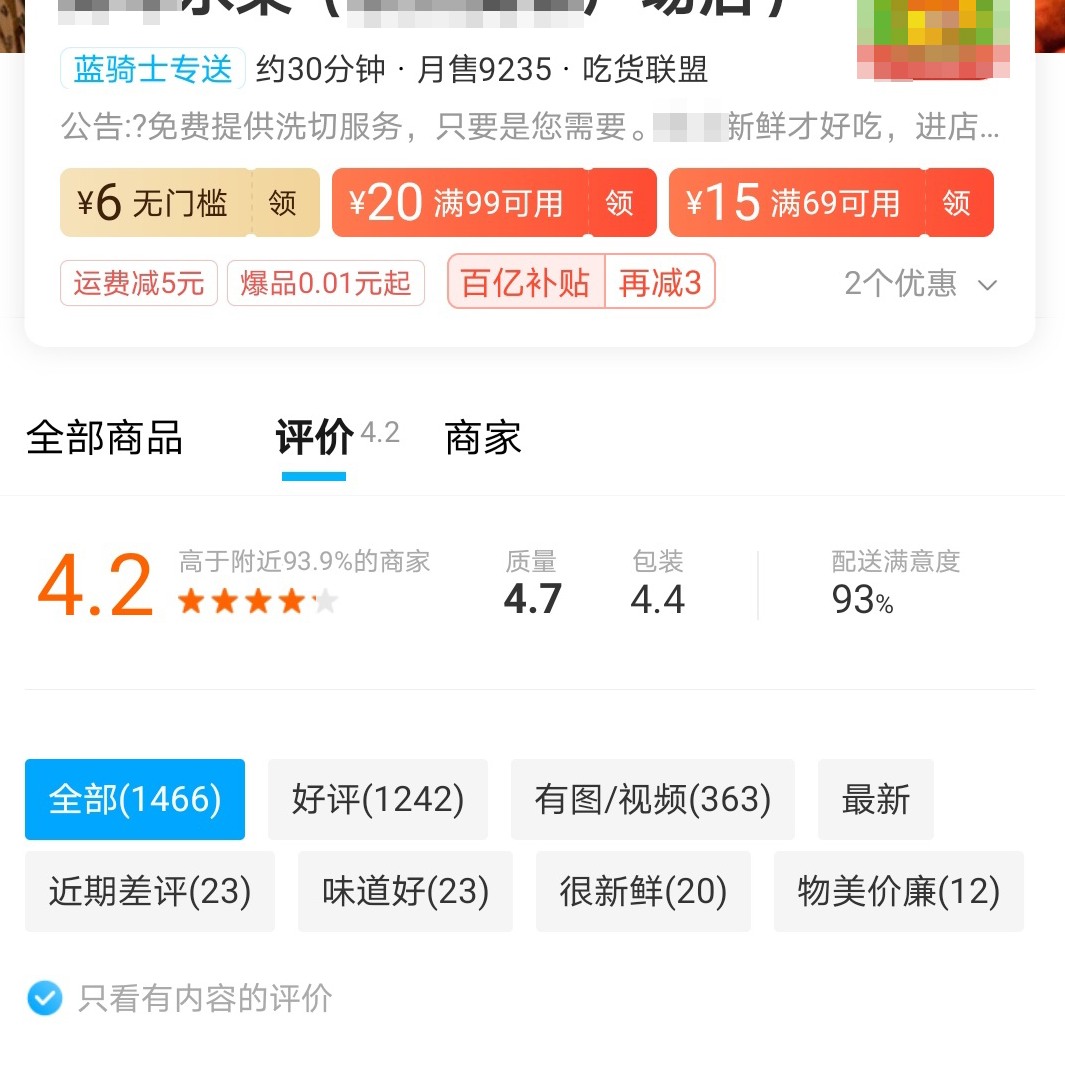 蓝骑士专送 约30分钟 · 月售9235 · 吃货联盟
公告:?免费提供洗切服务，只要是您需要。新鲜才好吃，进店...
¥6 无门槛 领 ¥20 满99可用 领 ¥15 满69可用 领
运费减5元 爆品0.01元起 百亿补贴 再减3 2个优惠
全部商品 评价 4.2 商家
4.2 高于附近93.9%的商家 质量 4.7 包装 4.4 配送满意度 93%
全部(1466) 好评(1242) 有图/视频(363) 最新
近期差评(23) 味道好(23) 很新鲜(20) 物美价廉(12)
只看有内容的评价